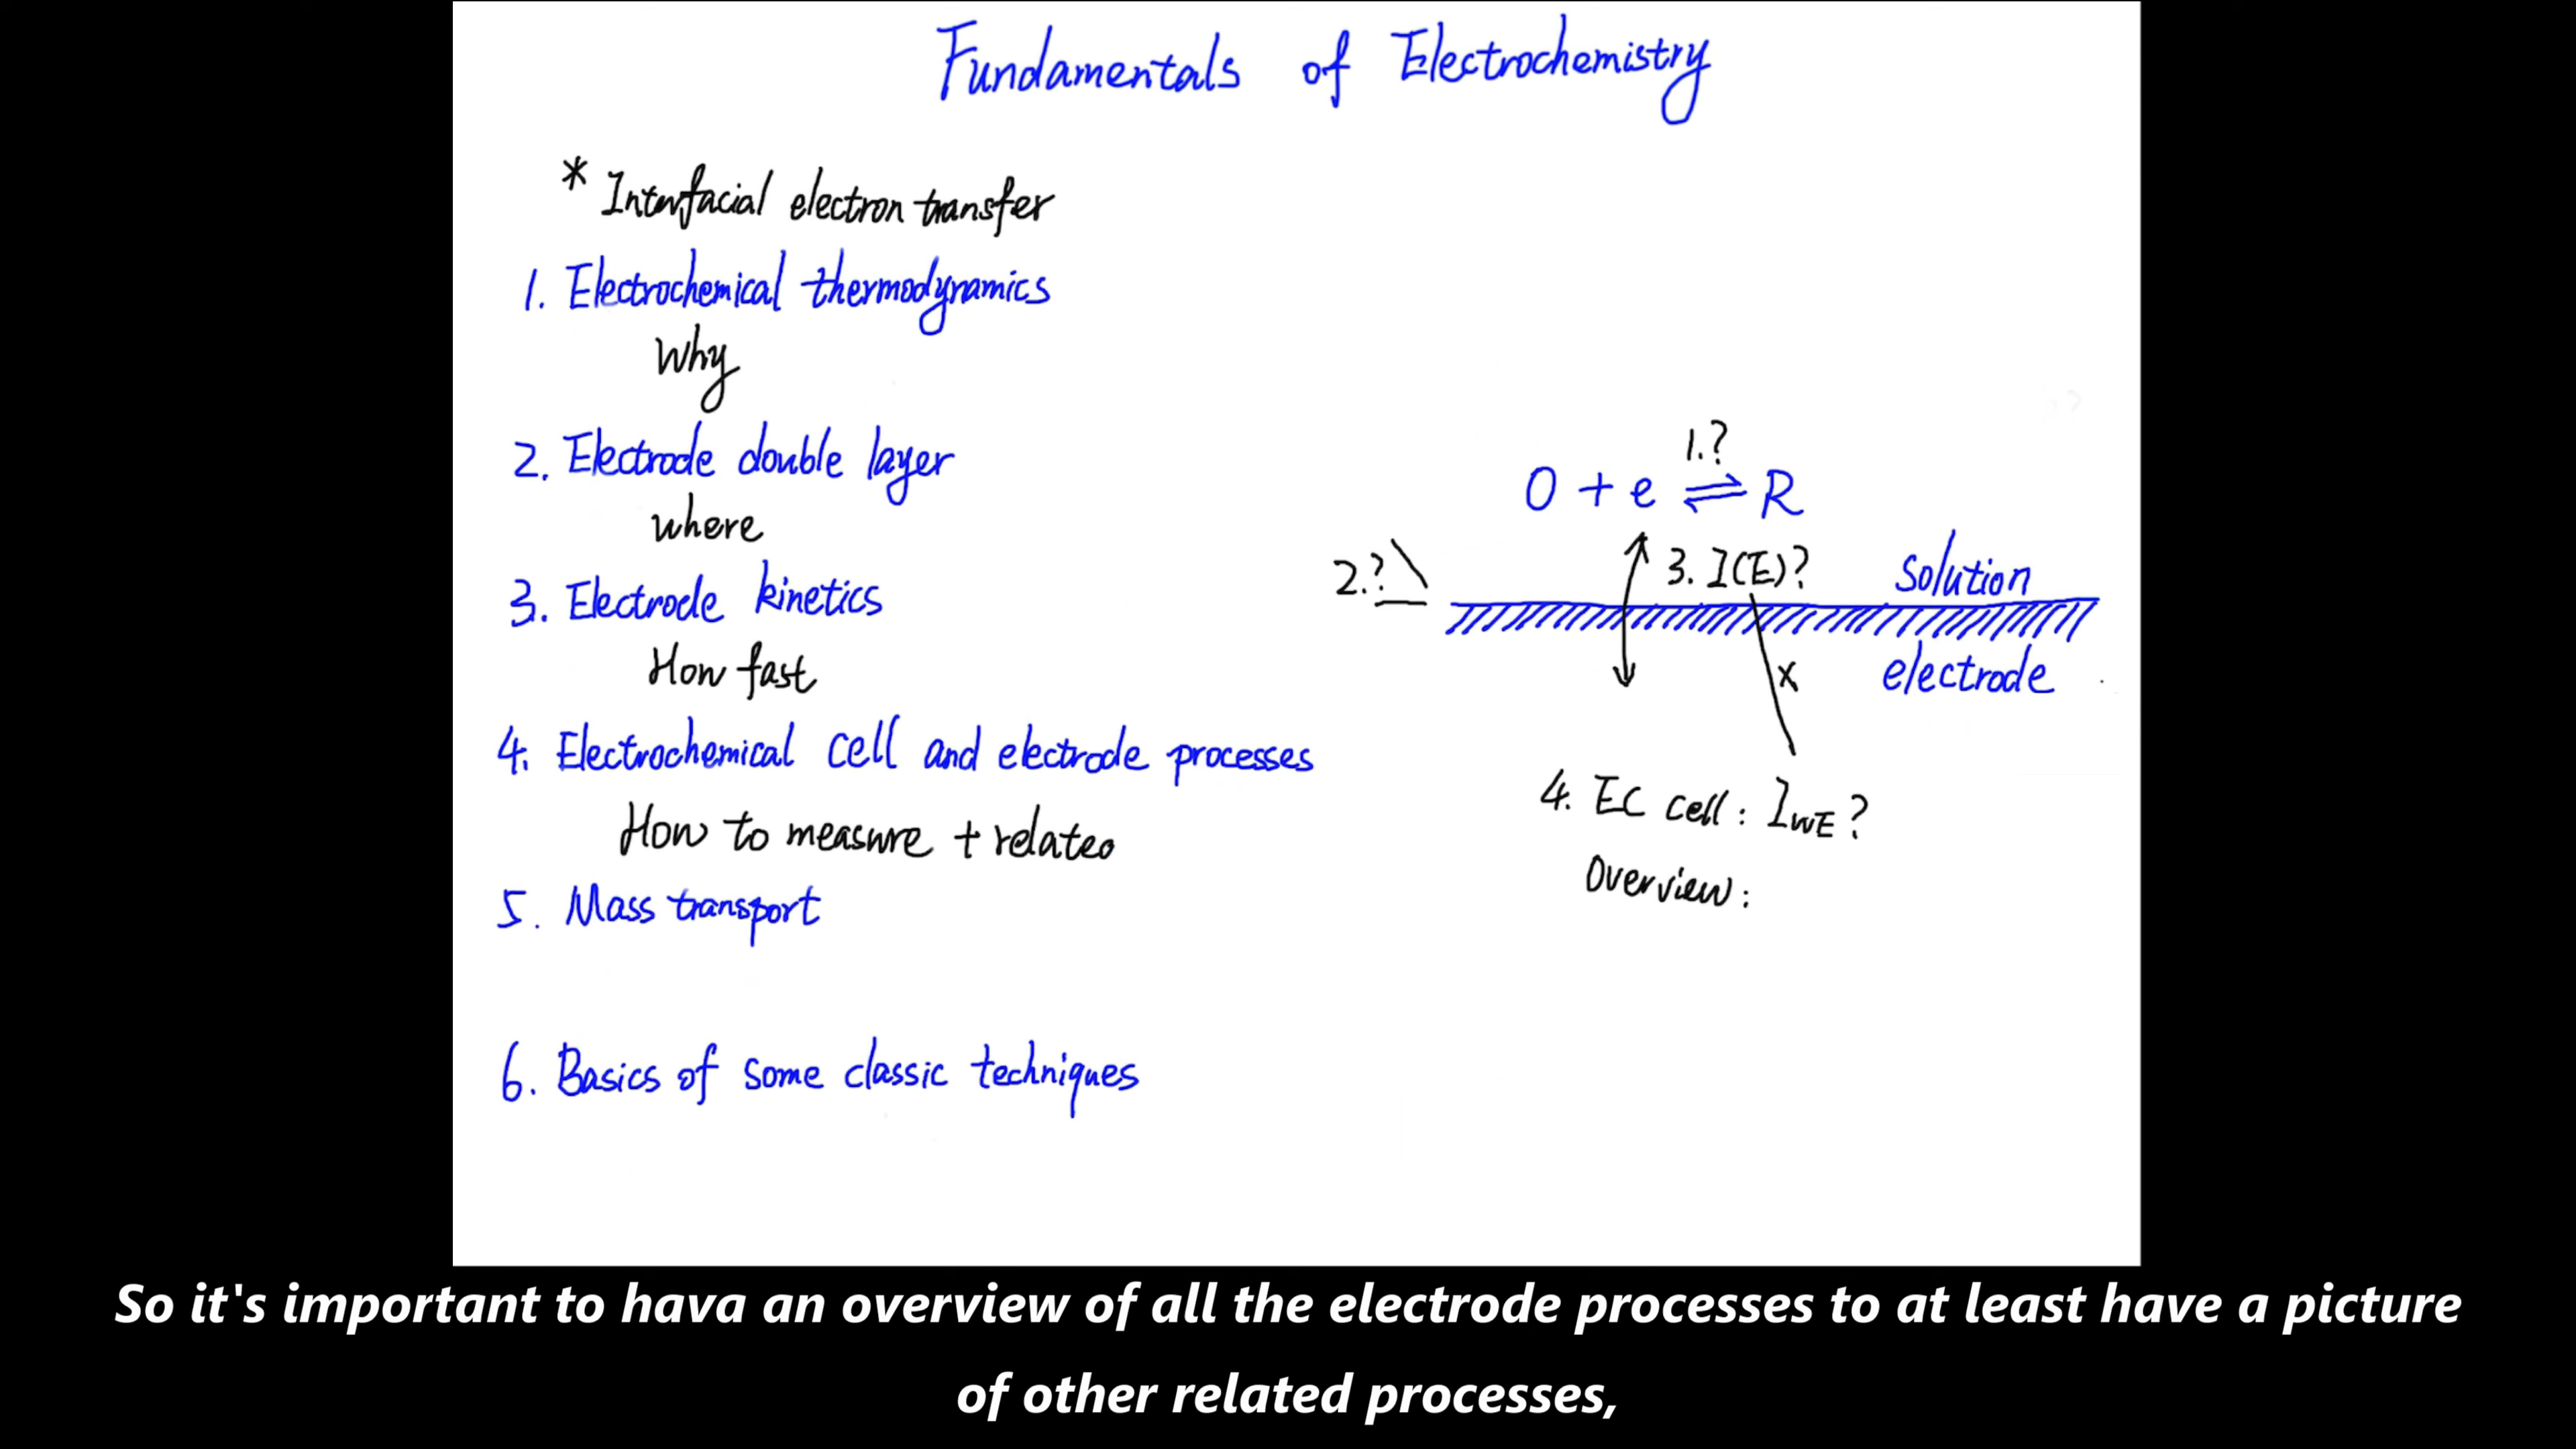 Fundamentals of Electrochemistry
* Interfacial electron transfer
1. Electrochemical thermodynamics
Why
2. Electrode double layer
where
3. Electrode kinetics
How fast
4. Electrochemical cell and electrode processes
How to measure + related
5. Mass transport
6. Basics of some classic techniques
1.?
O + e ⇌ R
2.?
3. I(E)?
solution
electrode
x
4. EC cell: IWE?
Overview:
So it's important to hava an overview of all the electrode processes to at least have a picture
of other related processes,